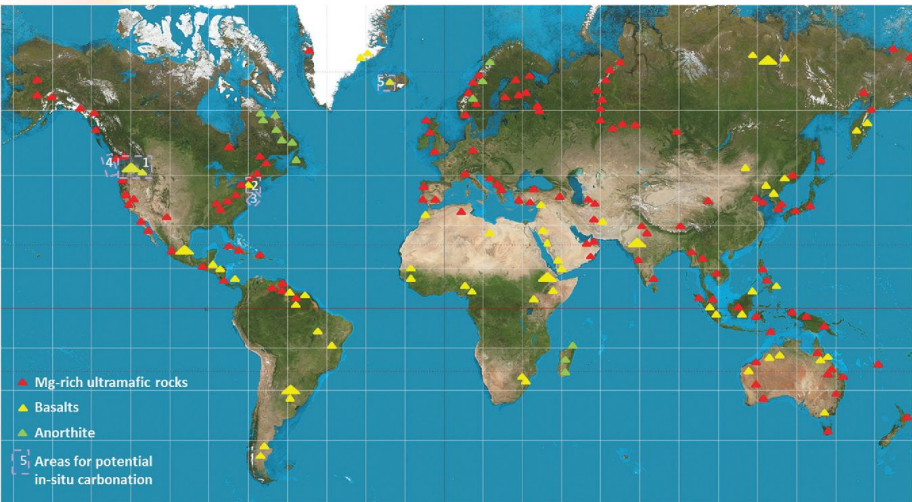 5
4 1
2
3
Mg-rich ultramafic rocks
Basalts
Anorthite
5 Areas for potential
in-situ carbonation